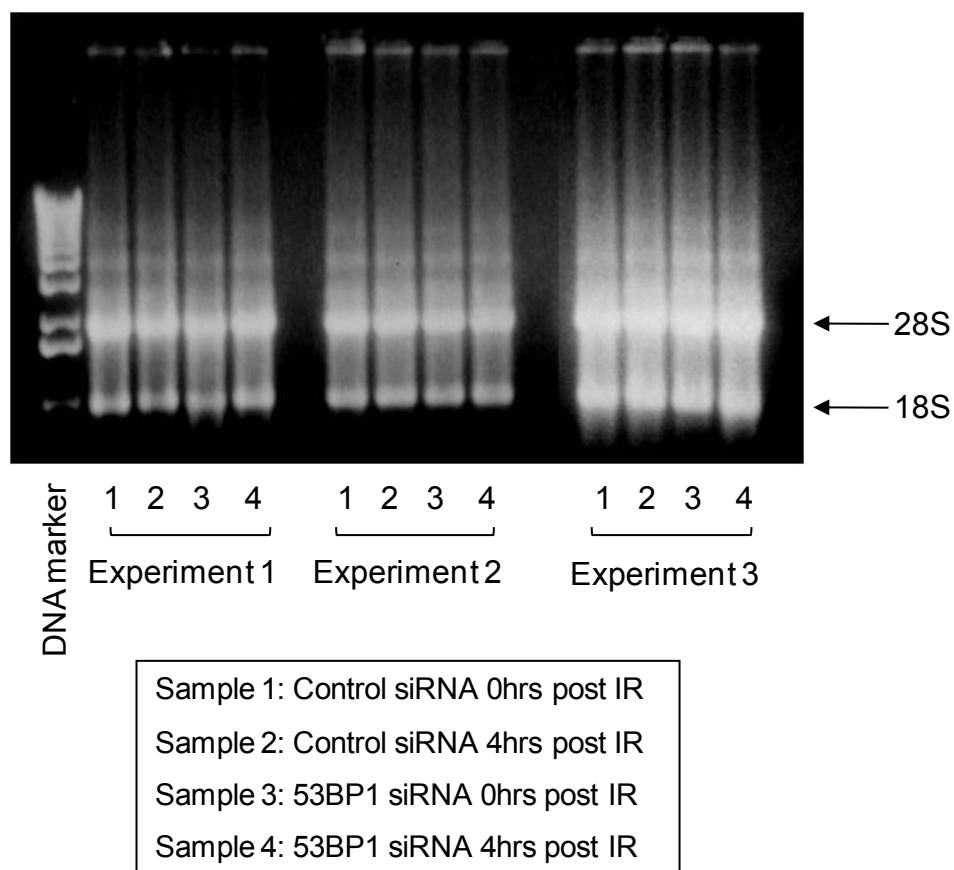 28S
18S
DNA marker
1 2 3 4 1 2 3 4 1 2 3 4
Experiment 1 Experiment 2 Experiment 3
Sample 1: Control siRNA 0hrs post IR
Sample 2: Control siRNA 4hrs post IR
Sample 3: 53BP1 siRNA 0hrs post IR
Sample 4: 53BP1 siRNA 4hrs post IR